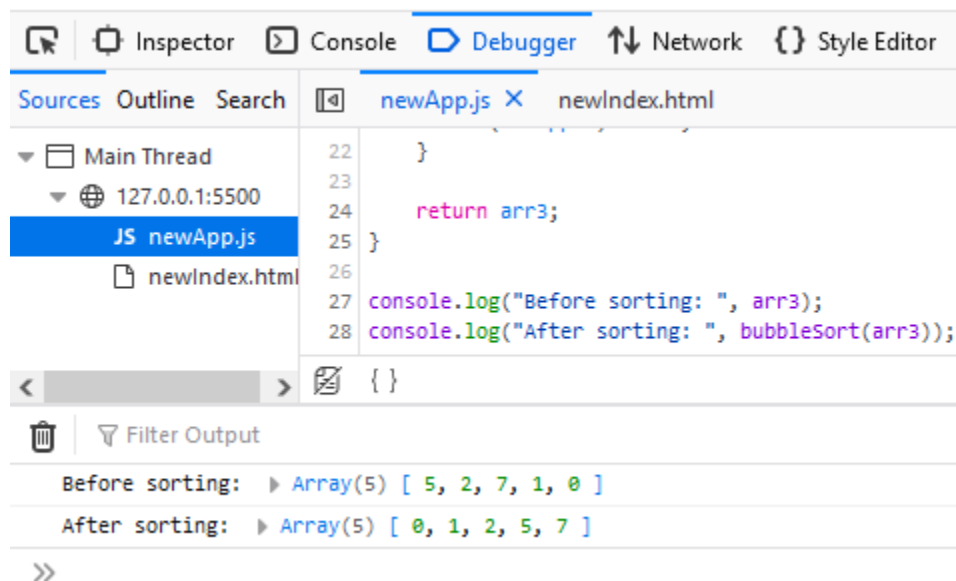 Inspector Console Debugger Network {} Style Editor
Sources Outline Search newApp.js × newIndex.html
Main Thread
127.0.0.1:5500
JS newApp.js
newIndex.html
22 }
23
24 return arr3;
25 }
26
27 console.log("Before sorting: ", arr3);
28 console.log("After sorting: ", bubbleSort(arr3));
{ }
Filter Output
Before sorting: Array(5) [ 5, 2, 7, 1, 0 ]
After sorting: Array(5) [ 0, 1, 2, 5, 7 ]